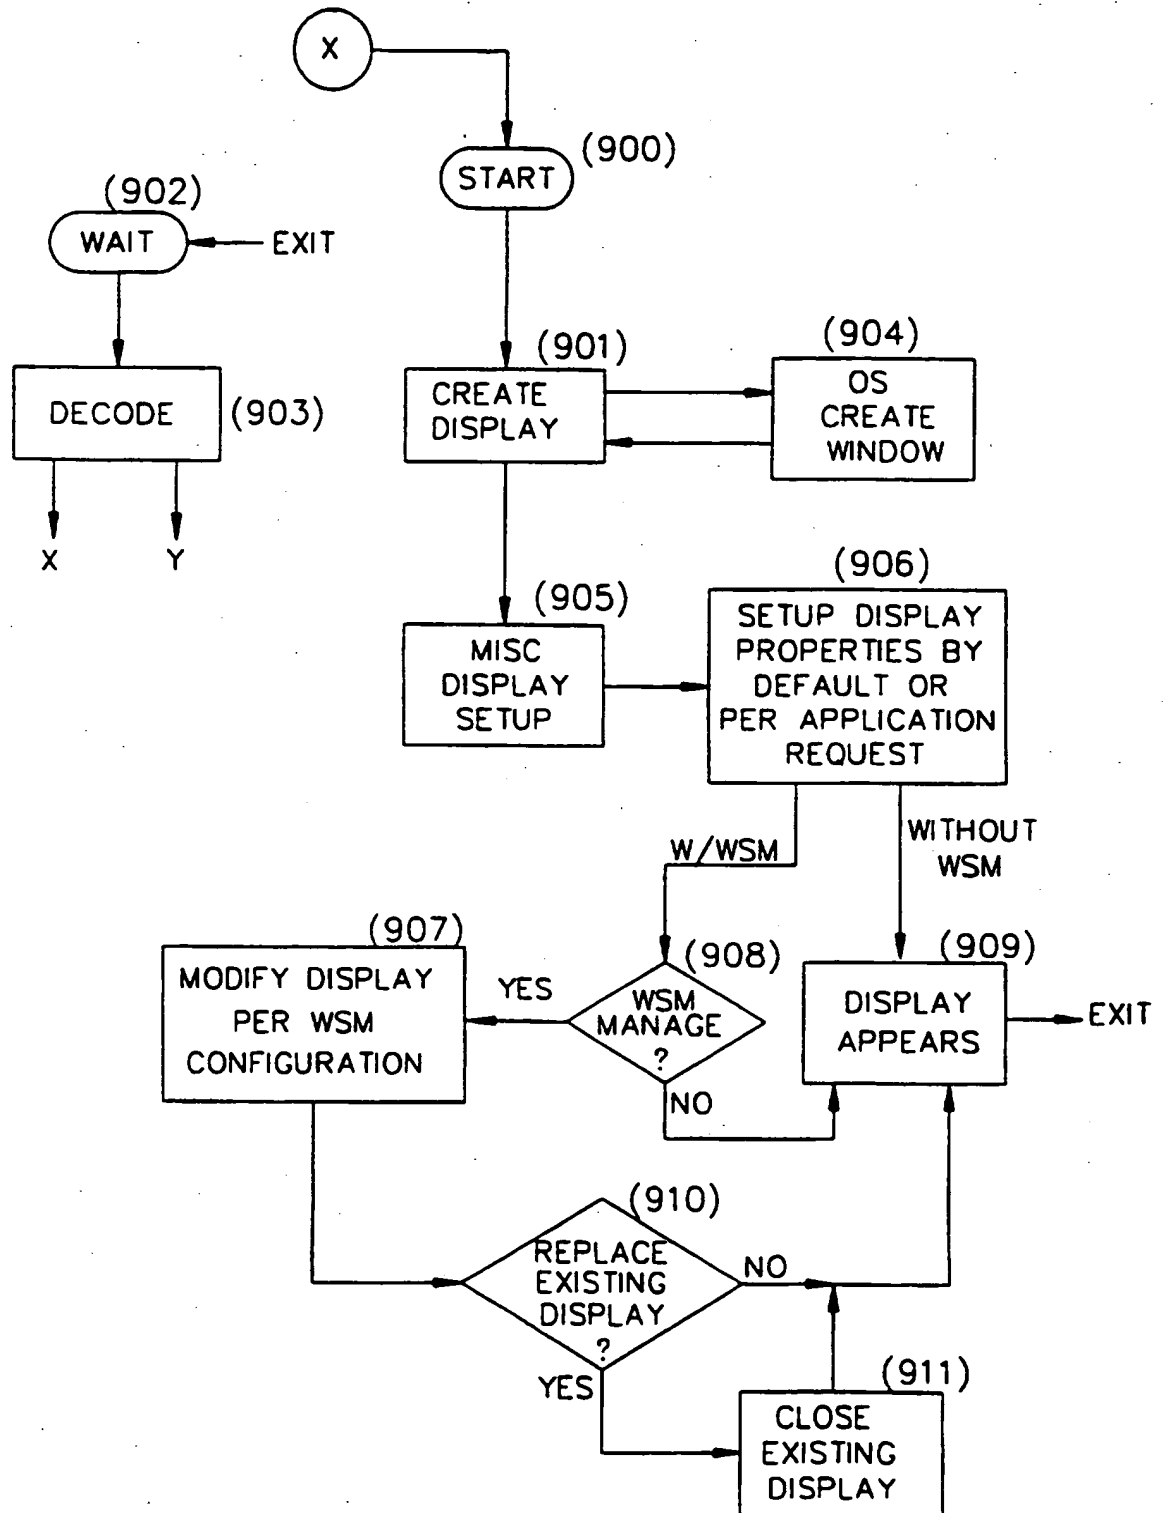 X
(900)
START
(902)
WAIT
EXIT
(901)
CREATE
DISPLAY
(904)
OS
CREATE
WINDOW
DECODE
(903)
X
Y
(905)
MISC
DISPLAY
SETUP
(906)
SETUP DISPLAY
PROPERTIES BY
DEFAULT OR
PER APPLICATION
REQUEST
W/WSM
WITHOUT
WSM
(907)
MODIFY DISPLAY
PER WSM
CONFIGURATION
YES
(908)
WSM
MANAGE
?
NO
(909)
DISPLAY
APPEARS
EXIT
(910)
REPLACE
EXISTING
DISPLAY
?
NO
YES
(911)
CLOSE
EXISTING
DISPLAY